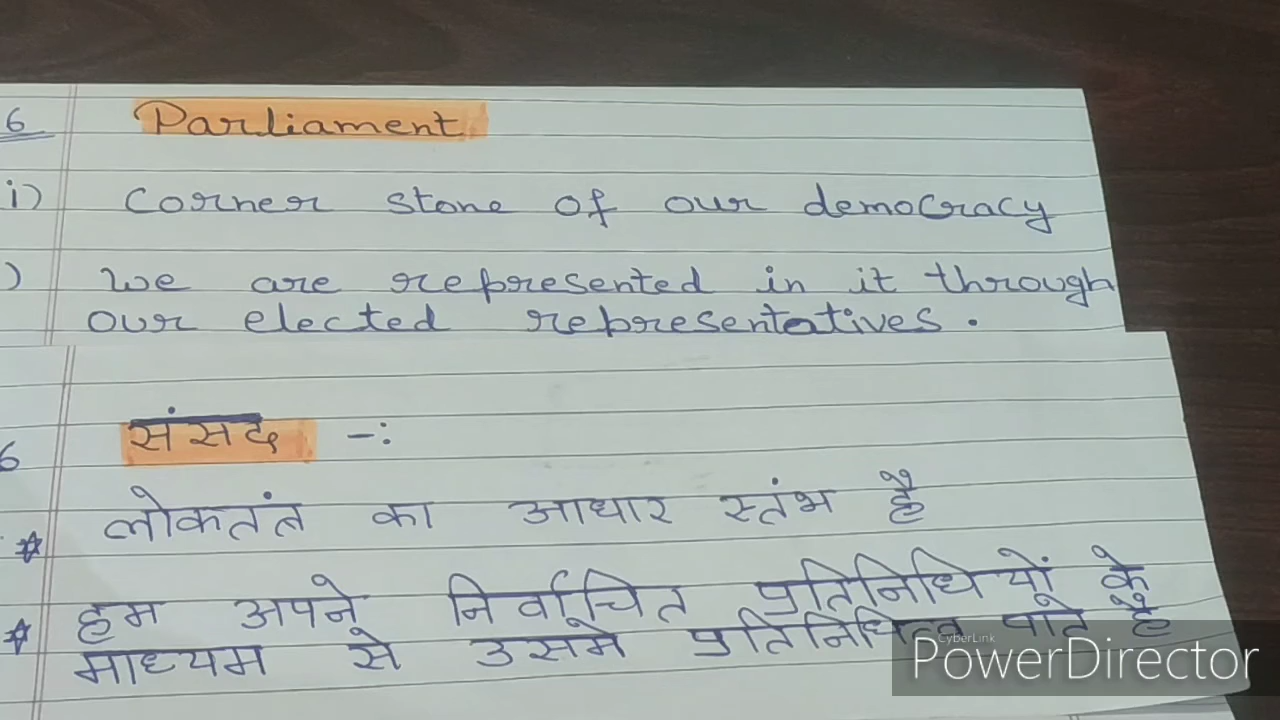 6 Parliament
i) Corner stone of our democracy
) We are represented in it through
our elected representatives.
6 संसद -:
* लोकतंत का आधार स्तंभ है
* हम अपने निर्वाचित प्रतिनिधियों के
माध्यम से उसमे प्रतिनिधित्व पाते है
CyberLink
PowerDirector